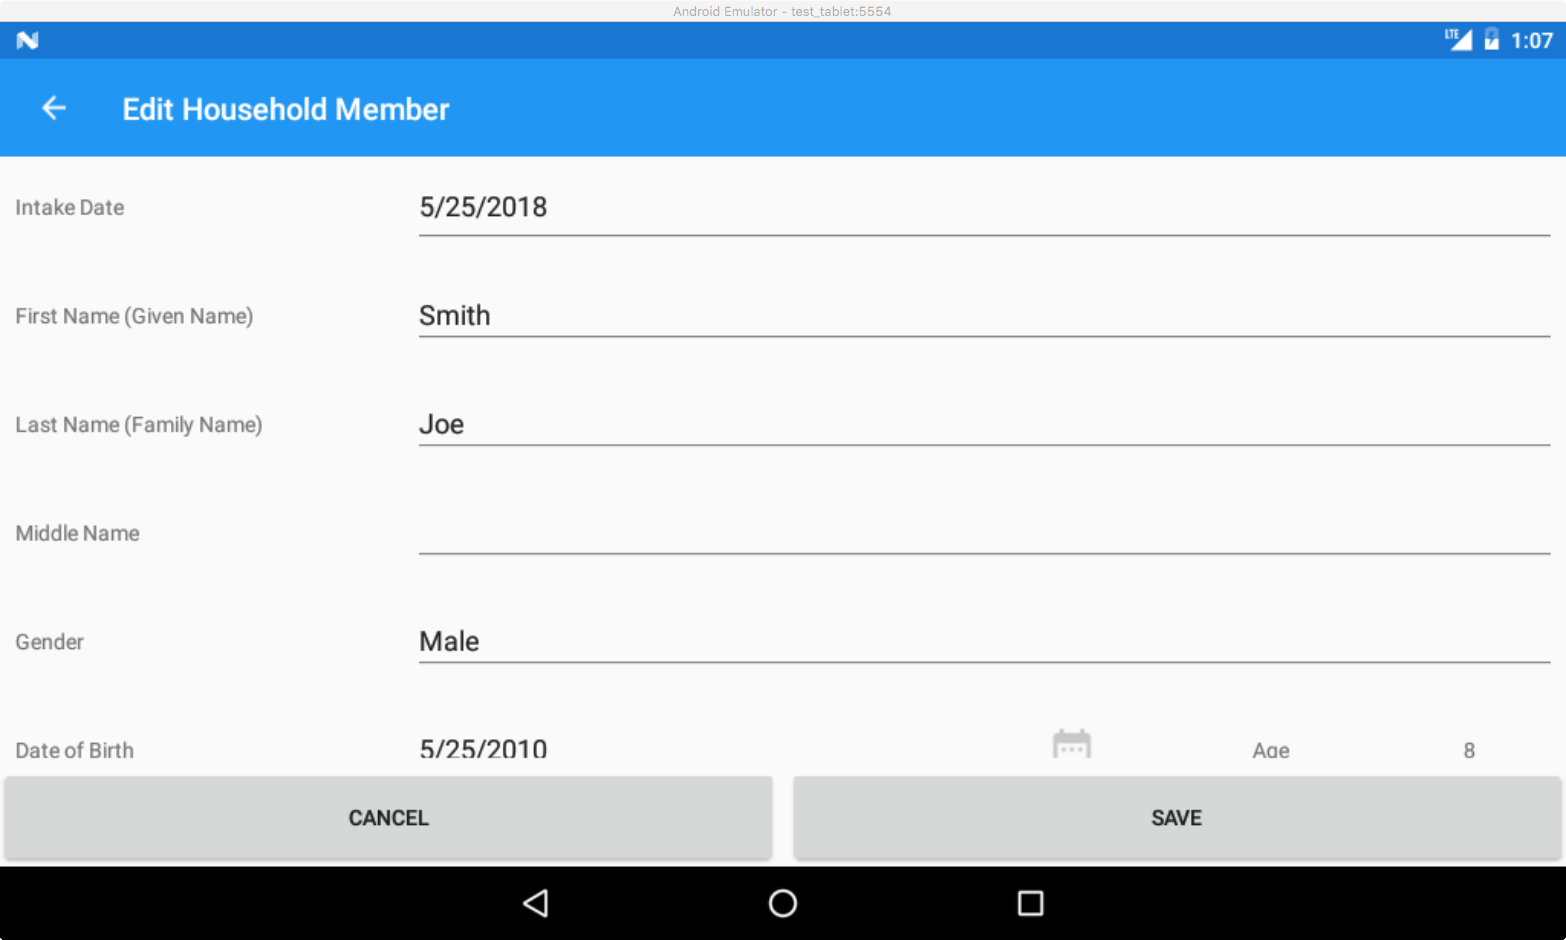 Android Emulator - test_tablet:5554
LTE 1:07
Edit Household Member
Intake Date 5/25/2018
First Name (Given Name) Smith
Last Name (Family Name) Joe
Middle Name
Gender Male
Date of Birth 5/25/2010 Age 8
CANCEL SAVE